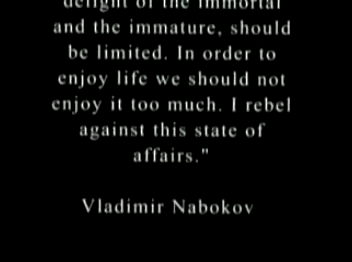 delight of the immortal
and the immature, should
be limited. In order to
enjoy life we should not
enjoy it too much. I rebel
against this state of
affairs."
Vladimir Nabokov